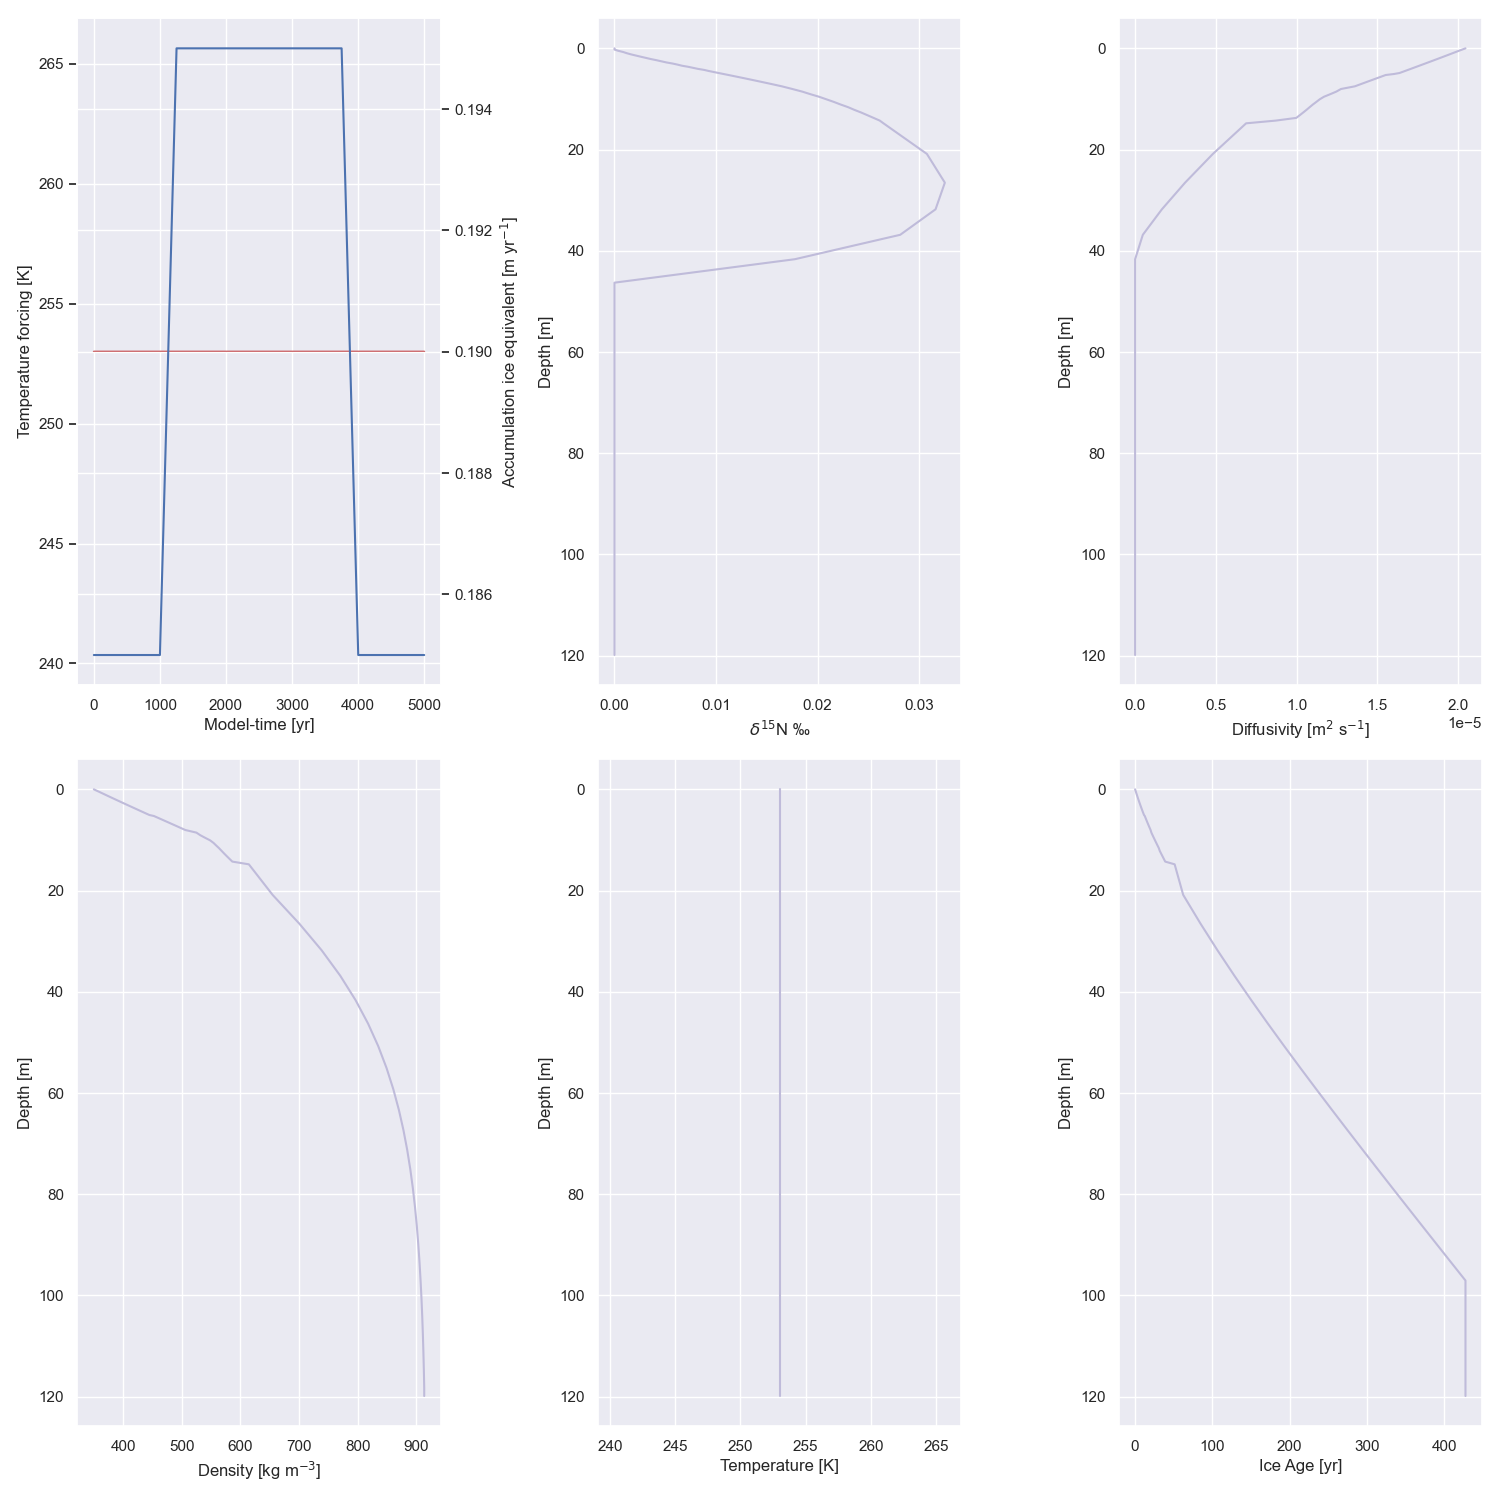 Temperature forcing [K]
265
260
255
250
245
240
0 1000 2000 3000 4000 5000
Model-time [yr]
0.194
0.192
0.190
0.188
0.186
Accumulation ice equivalent [m yr⁻¹]
Depth [m]
0
20
40
60
80
100
120
0.00 0.01 0.02 0.03
δ¹⁵N ‰
Depth [m]
0
20
40
60
80
100
120
0.0 0.5 1.0 1.5 2.0
1e−5
Diffusivity [m² s⁻¹]
Depth [m]
0
20
40
60
80
100
120
400 500 600 700 800 900
Density [kg m⁻³]
Depth [m]
0
20
40
60
80
100
120
240 245 250 255 260 265
Temperature [K]
Depth [m]
0
20
40
60
80
100
120
0 100 200 300 400
Ice Age [yr]